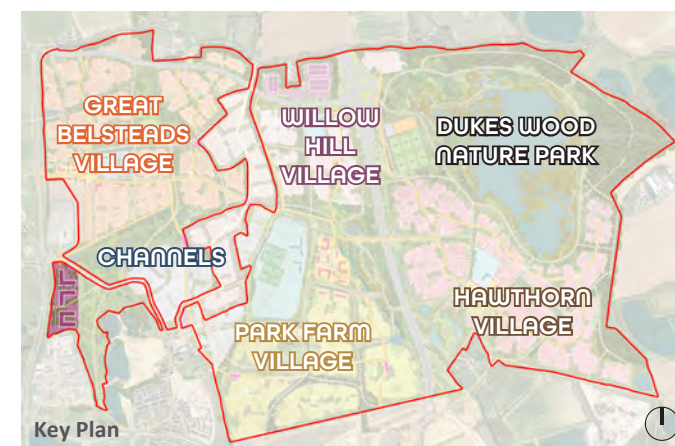 GREAT
BELSTEADS
VILLAGE
WILLOW
HILL
VILLAGE
DUKES WOOD
NATURE PARK
CHANNELS
HAWTHORN
VILLAGE
PARK FARM
VILLAGE
Key Plan